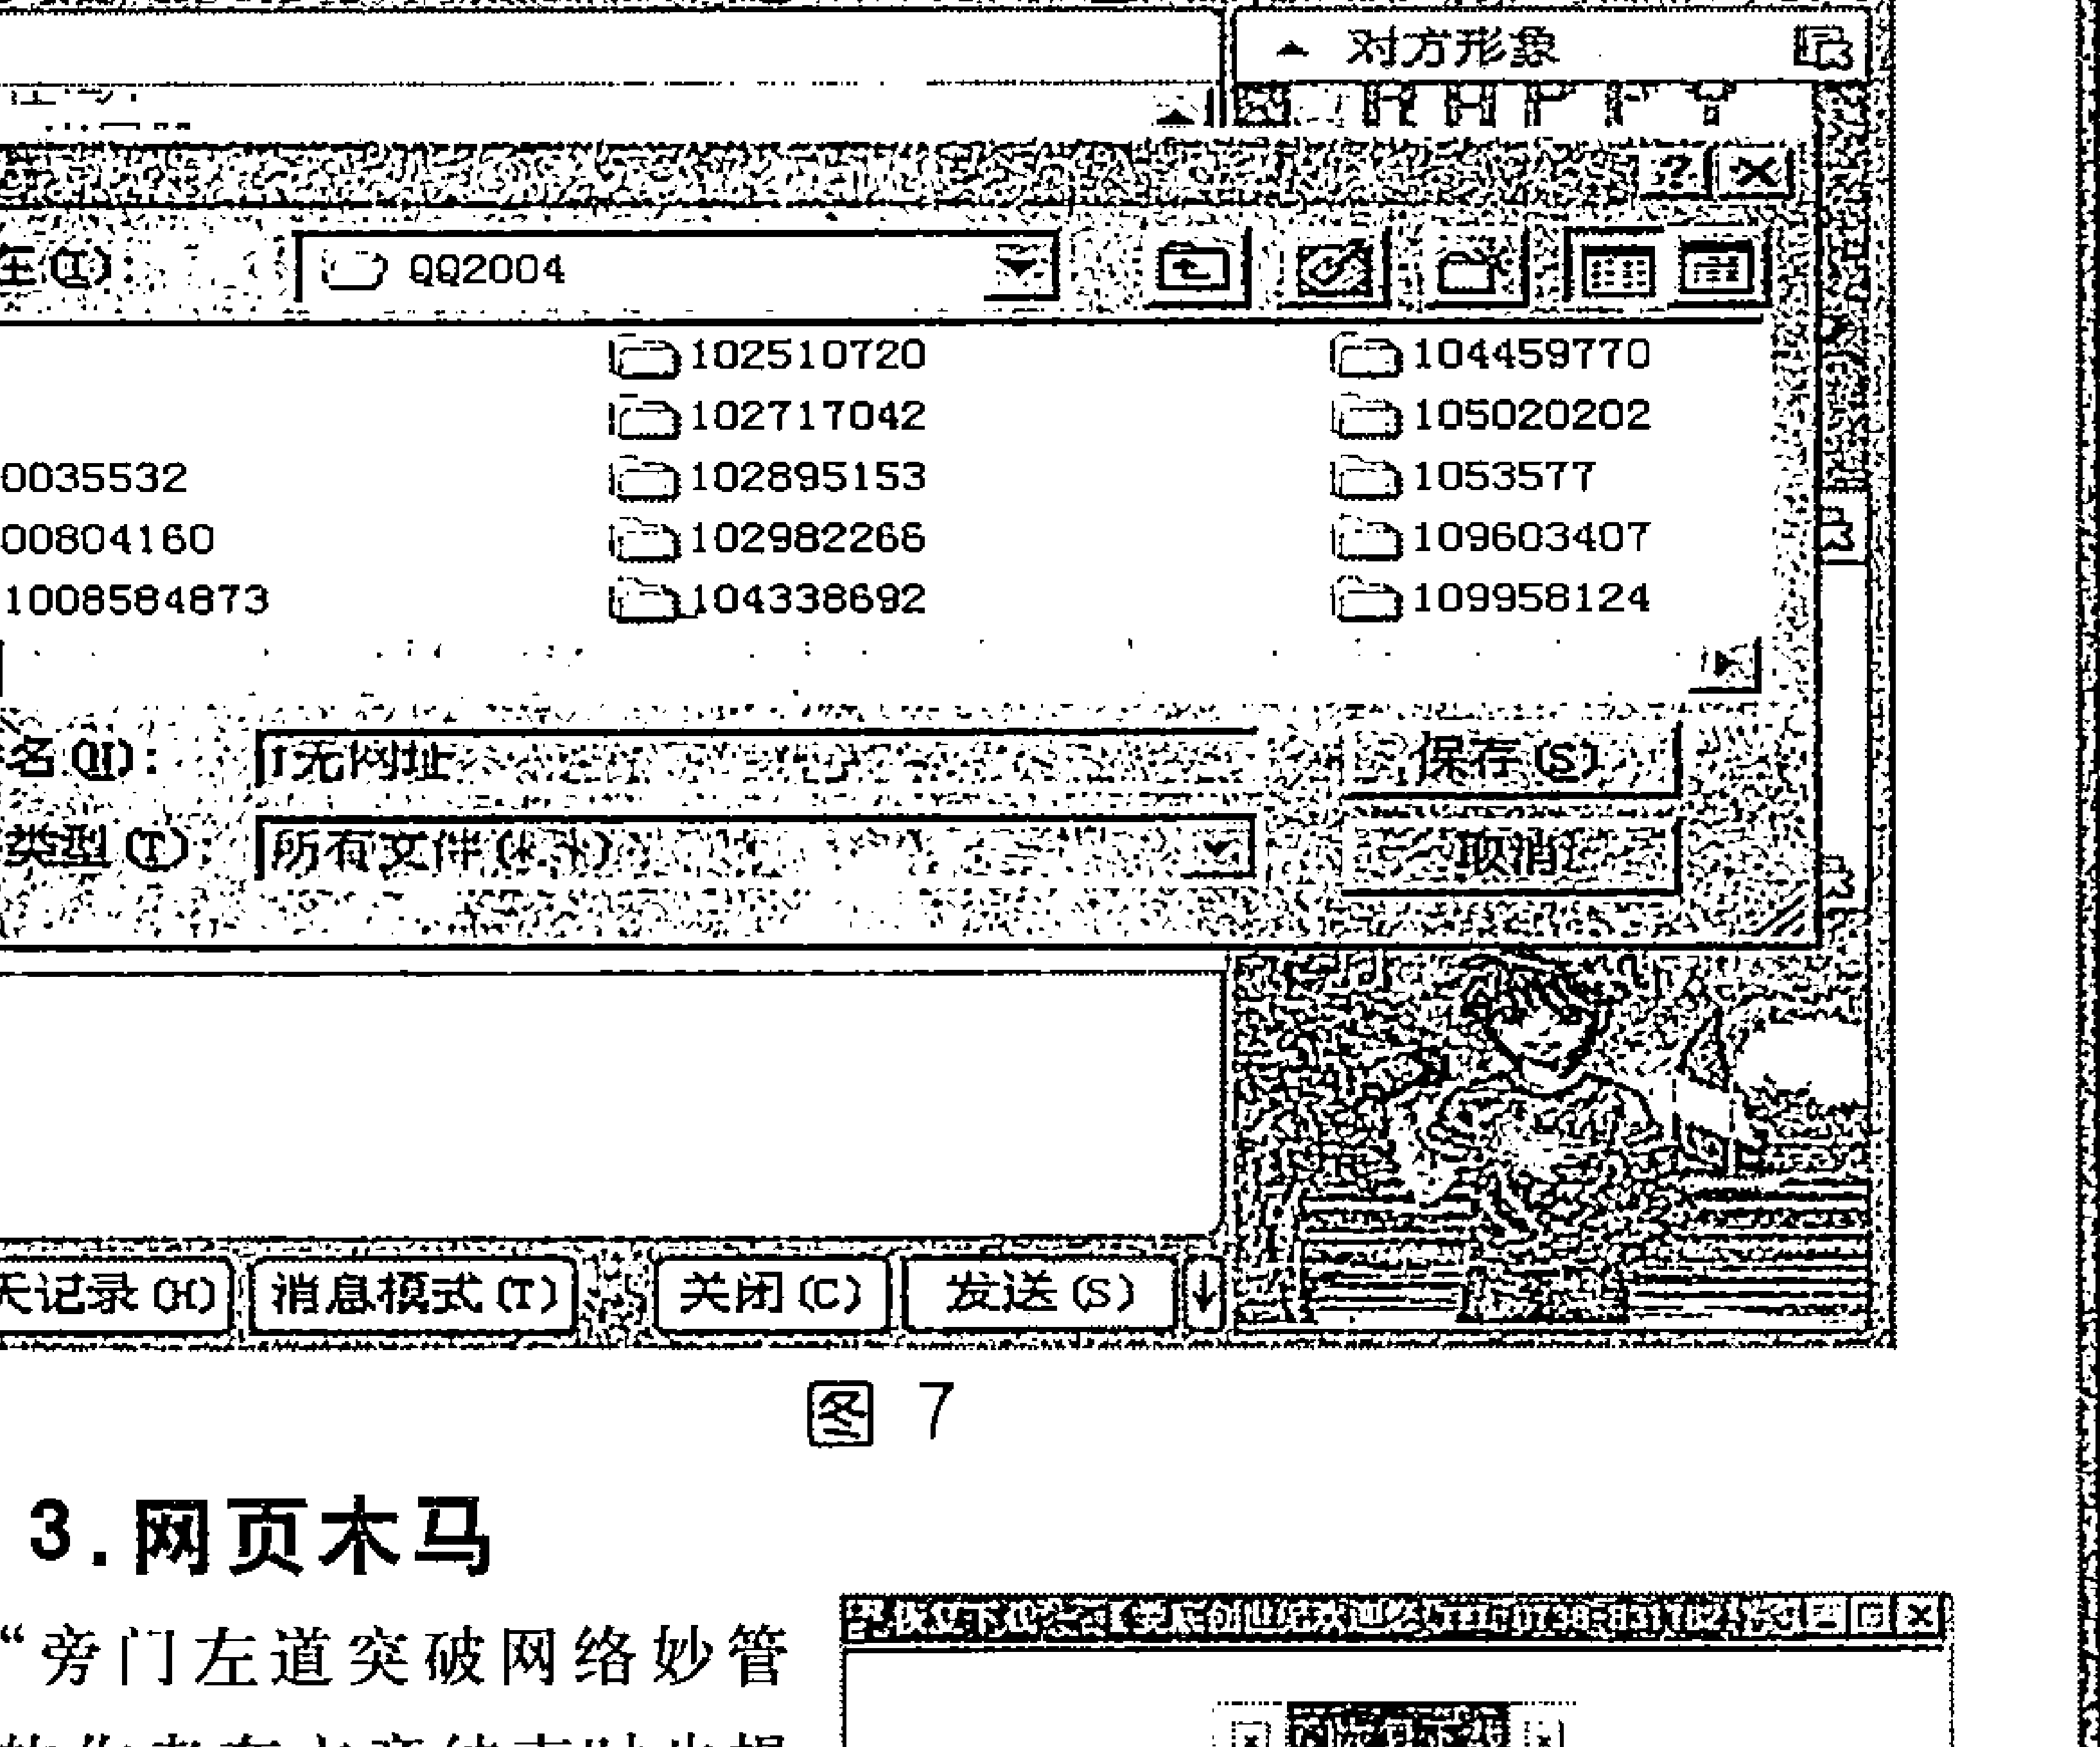 对方形象
(I)
QQ2004
102510720
104459770
102717042
105020202
0035532
102895153
1053577
00804160
102982266
109603407
1008584873
104338692
109958124
名(N):
无网址
保存(S)
类型(T):
所有文件
取消
天记录(H)
消息模式(T)
关闭(C)
发送(S)
图 7
3.网页木马
“旁门左道突破网络妙管